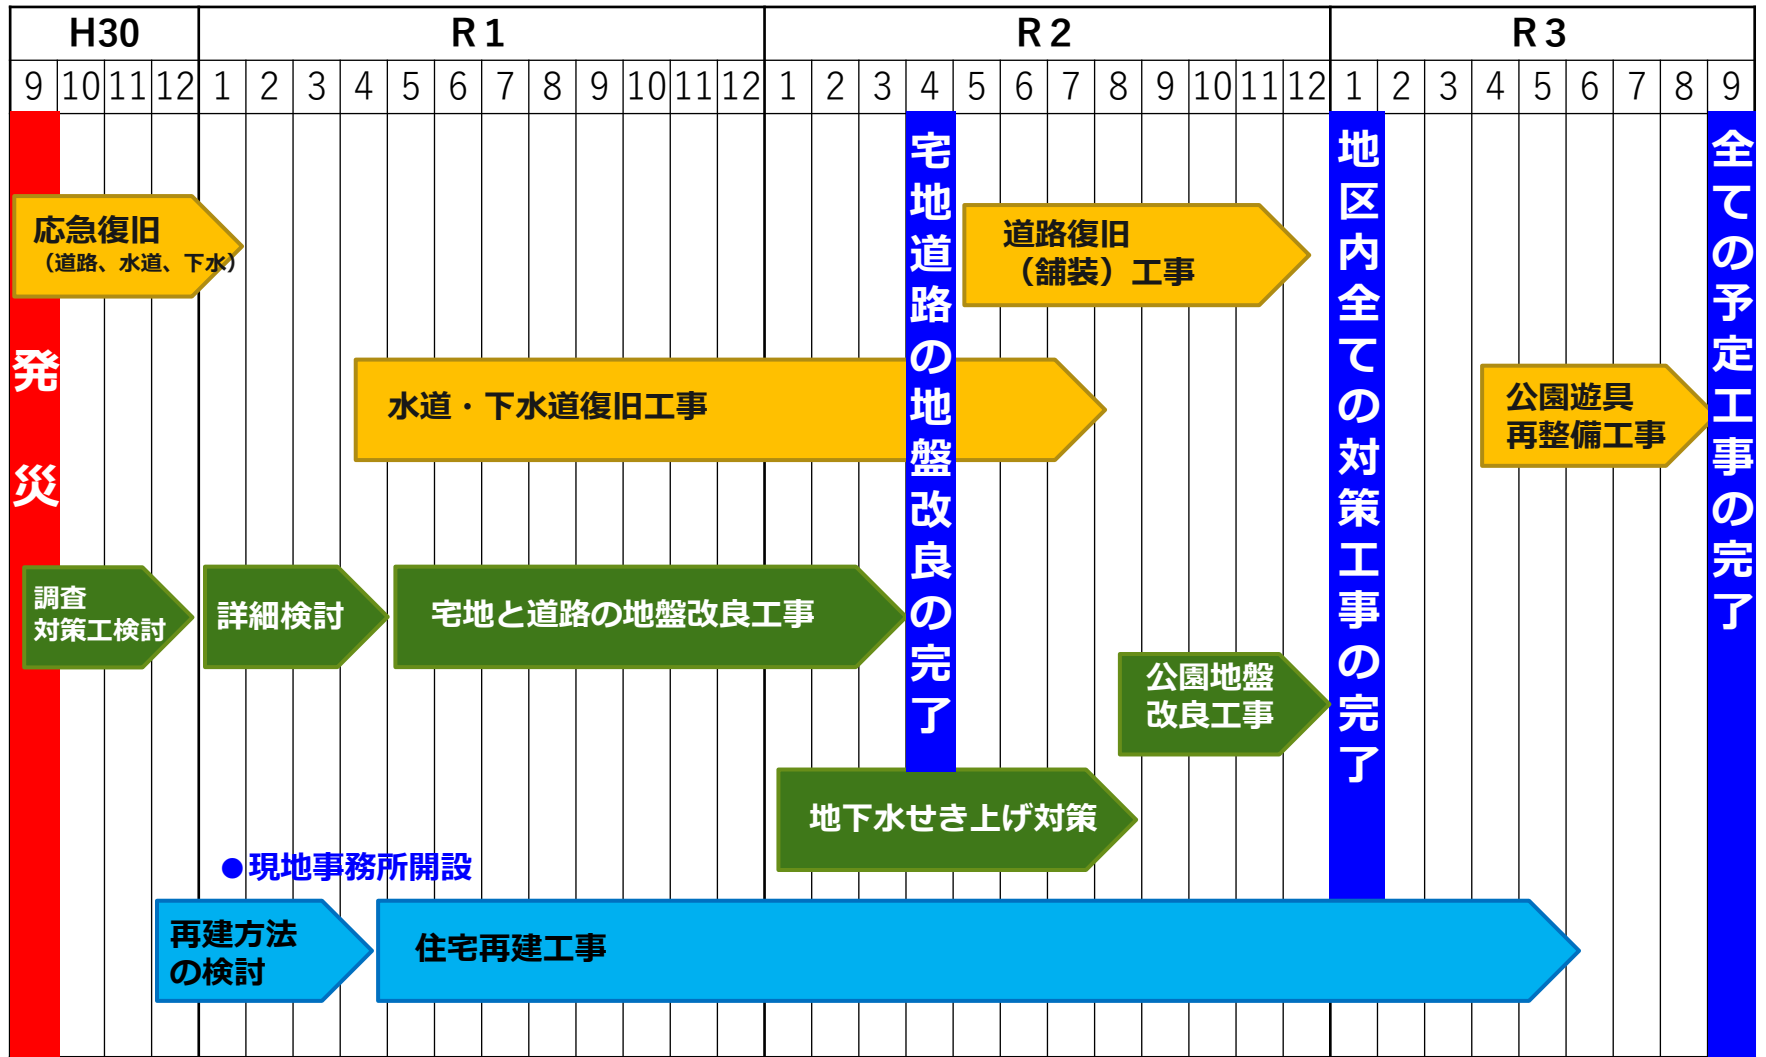 H30 R1 R2 R3
9 10 11 12 1 2 3 4 5 6 7 8 9 10 11 12 1 2 3 4 5 6 7 8 9 10 11 12 1 2 3 4 5 6 7 8 9
発災
応急復旧
（道路、水道、下水）
宅地道路の地盤改良の完了
道路復旧
（舗装）工事
地区内全ての対策工事の完了
全ての予定工事の完了
水道・下水道復旧工事
公園遊具
再整備工事
調査
対策工検討
詳細検討
宅地と道路の地盤改良工事
公園地盤
改良工事
地下水せき上げ対策
●現地事務所開設
再建方法
の検討
住宅再建工事